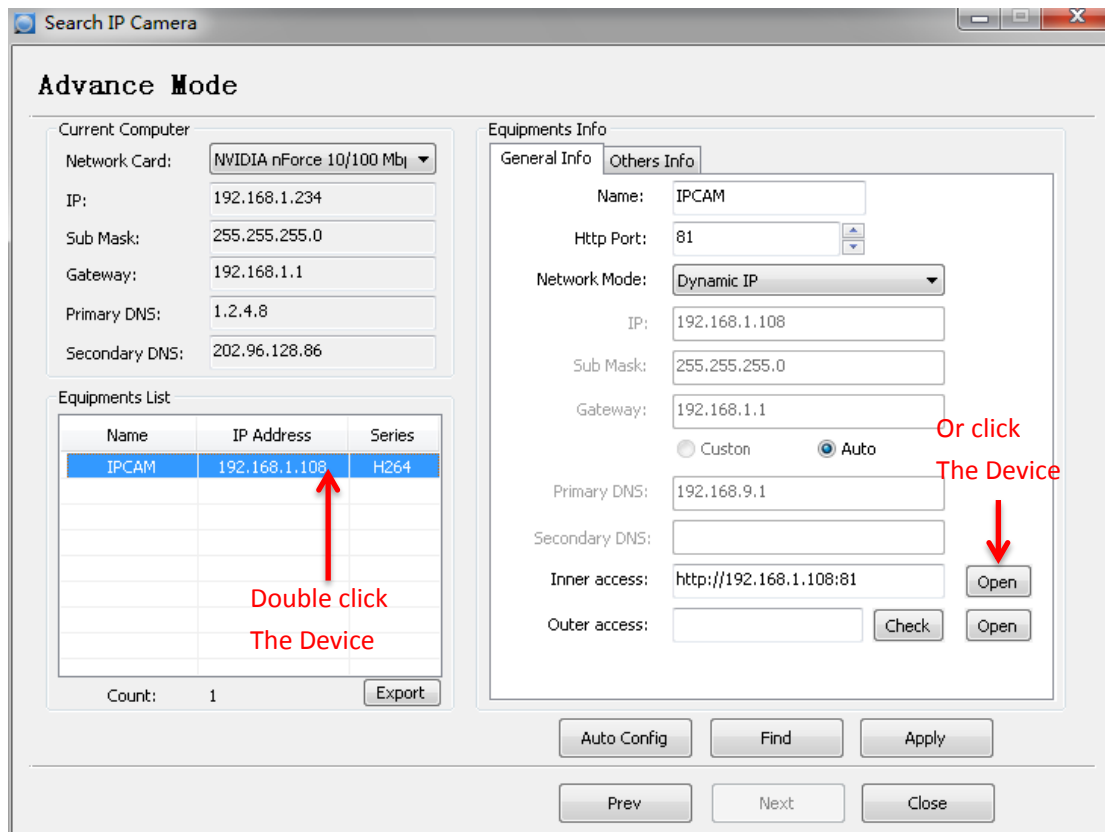 Search IP Camera
Advance Mode
Current Computer
Network Card: NVIDIA nForce 10/100 Mb
IP: 192.168.1.234
Sub Mask: 255.255.255.0
Gateway: 192.168.1.1
Primary DNS: 1.2.4.8
Secondary DNS: 202.96.128.86
Equipments List
Name IP Address Series
IPCAM 192.168.1.108 H264
Double click
The Device
Count: 1 Export
Equipments Info
General Info Others Info
Name: IPCAM
Http Port: 81
Network Mode: Dynamic IP
IP: 192.168.1.108
Sub Mask: 255.255.255.0
Gateway: 192.168.1.1
Custon Auto
Or click
The Device
Primary DNS: 192.168.9.1
Secondary DNS:
Inner access: http://192.168.1.108:81 Open
Outer access: Check Open
Auto Config Find Apply
Prev Next Close